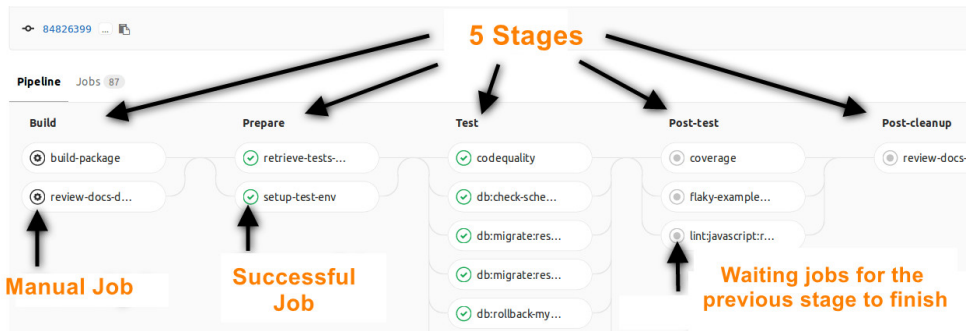 84826399 ...
5 Stages
Pipeline Jobs 87
Build
Prepare
Test
Post-test
Post-cleanup
build-package
retrieve-tests-...
codequality
coverage
review-docs-
review-docs-d...
setup-test-env
db:check-sche...
flaky-example...
db:migrate:res...
lint:javascript:r...
Manual Job
Successful
Job
db:migrate:res...
Waiting jobs for the
previous stage to finish
db:rollback-my...